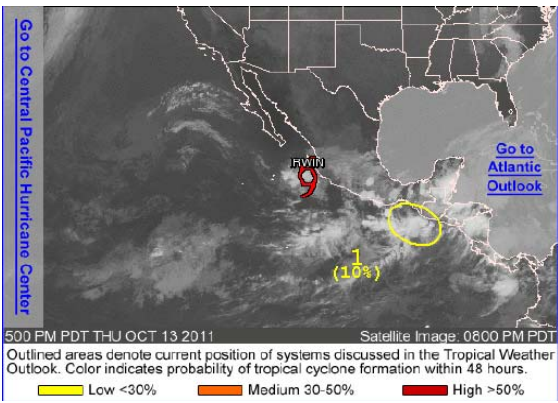 Go to Central Pacific Hurricane Center
IRWIN
Go to
Atlantic
Outlook
1
(10%)
500 PM PDT THU OCT 13 2011 Satellite Image: 0800 PM PDT
Outlined areas denote current position of systems discussed in the Tropical Weather
Outlook. Color indicates probability of tropical cyclone formation within 48 hours.
Low <30% Medium 30-50% High >50%